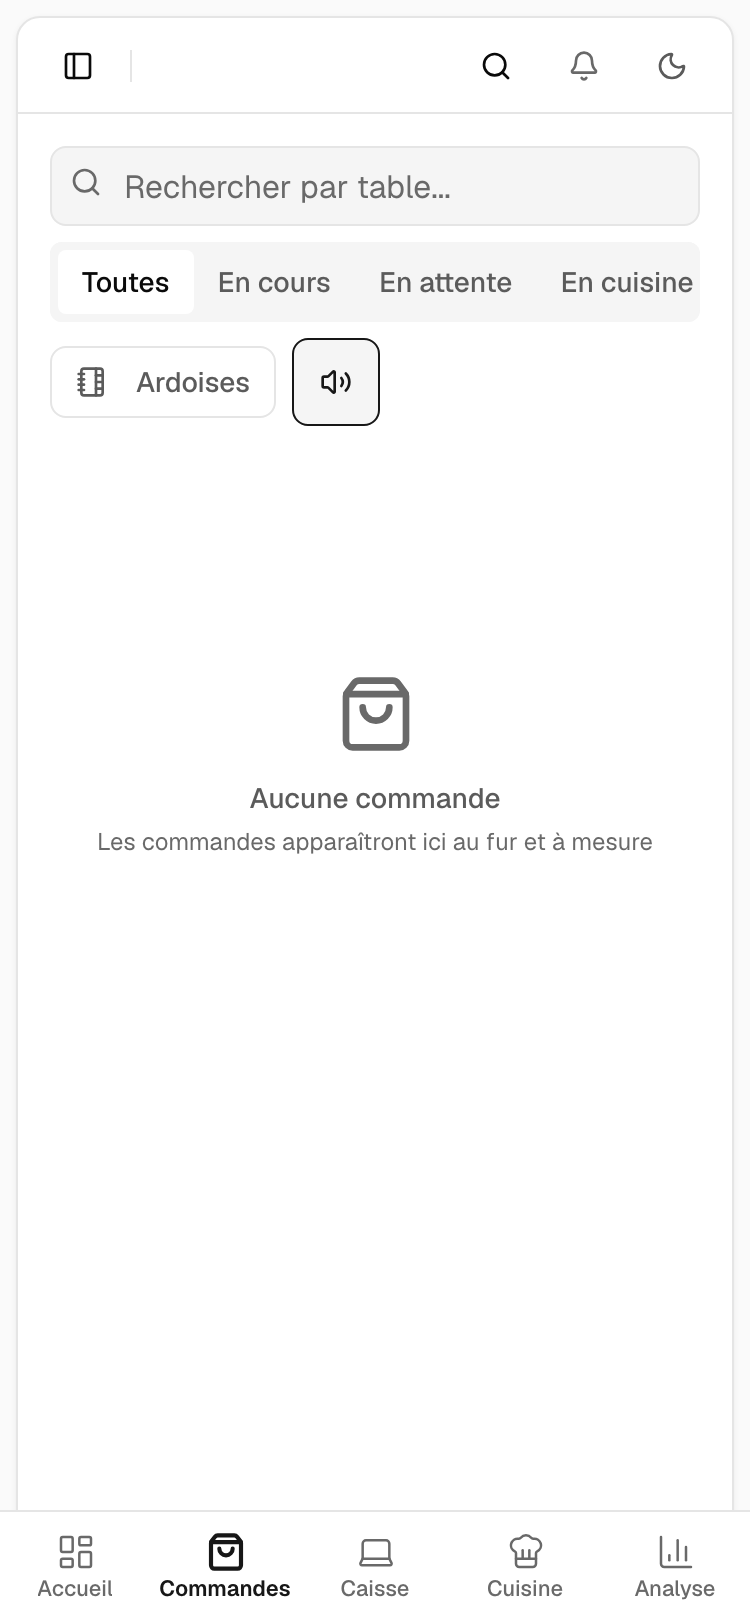 Rechercher par table...
Toutes En cours En attente En cuisine
Ardoises
Aucune commande
Les commandes apparaîtront ici au fur et à mesure
Accueil Commandes Caisse Cuisine Analyse